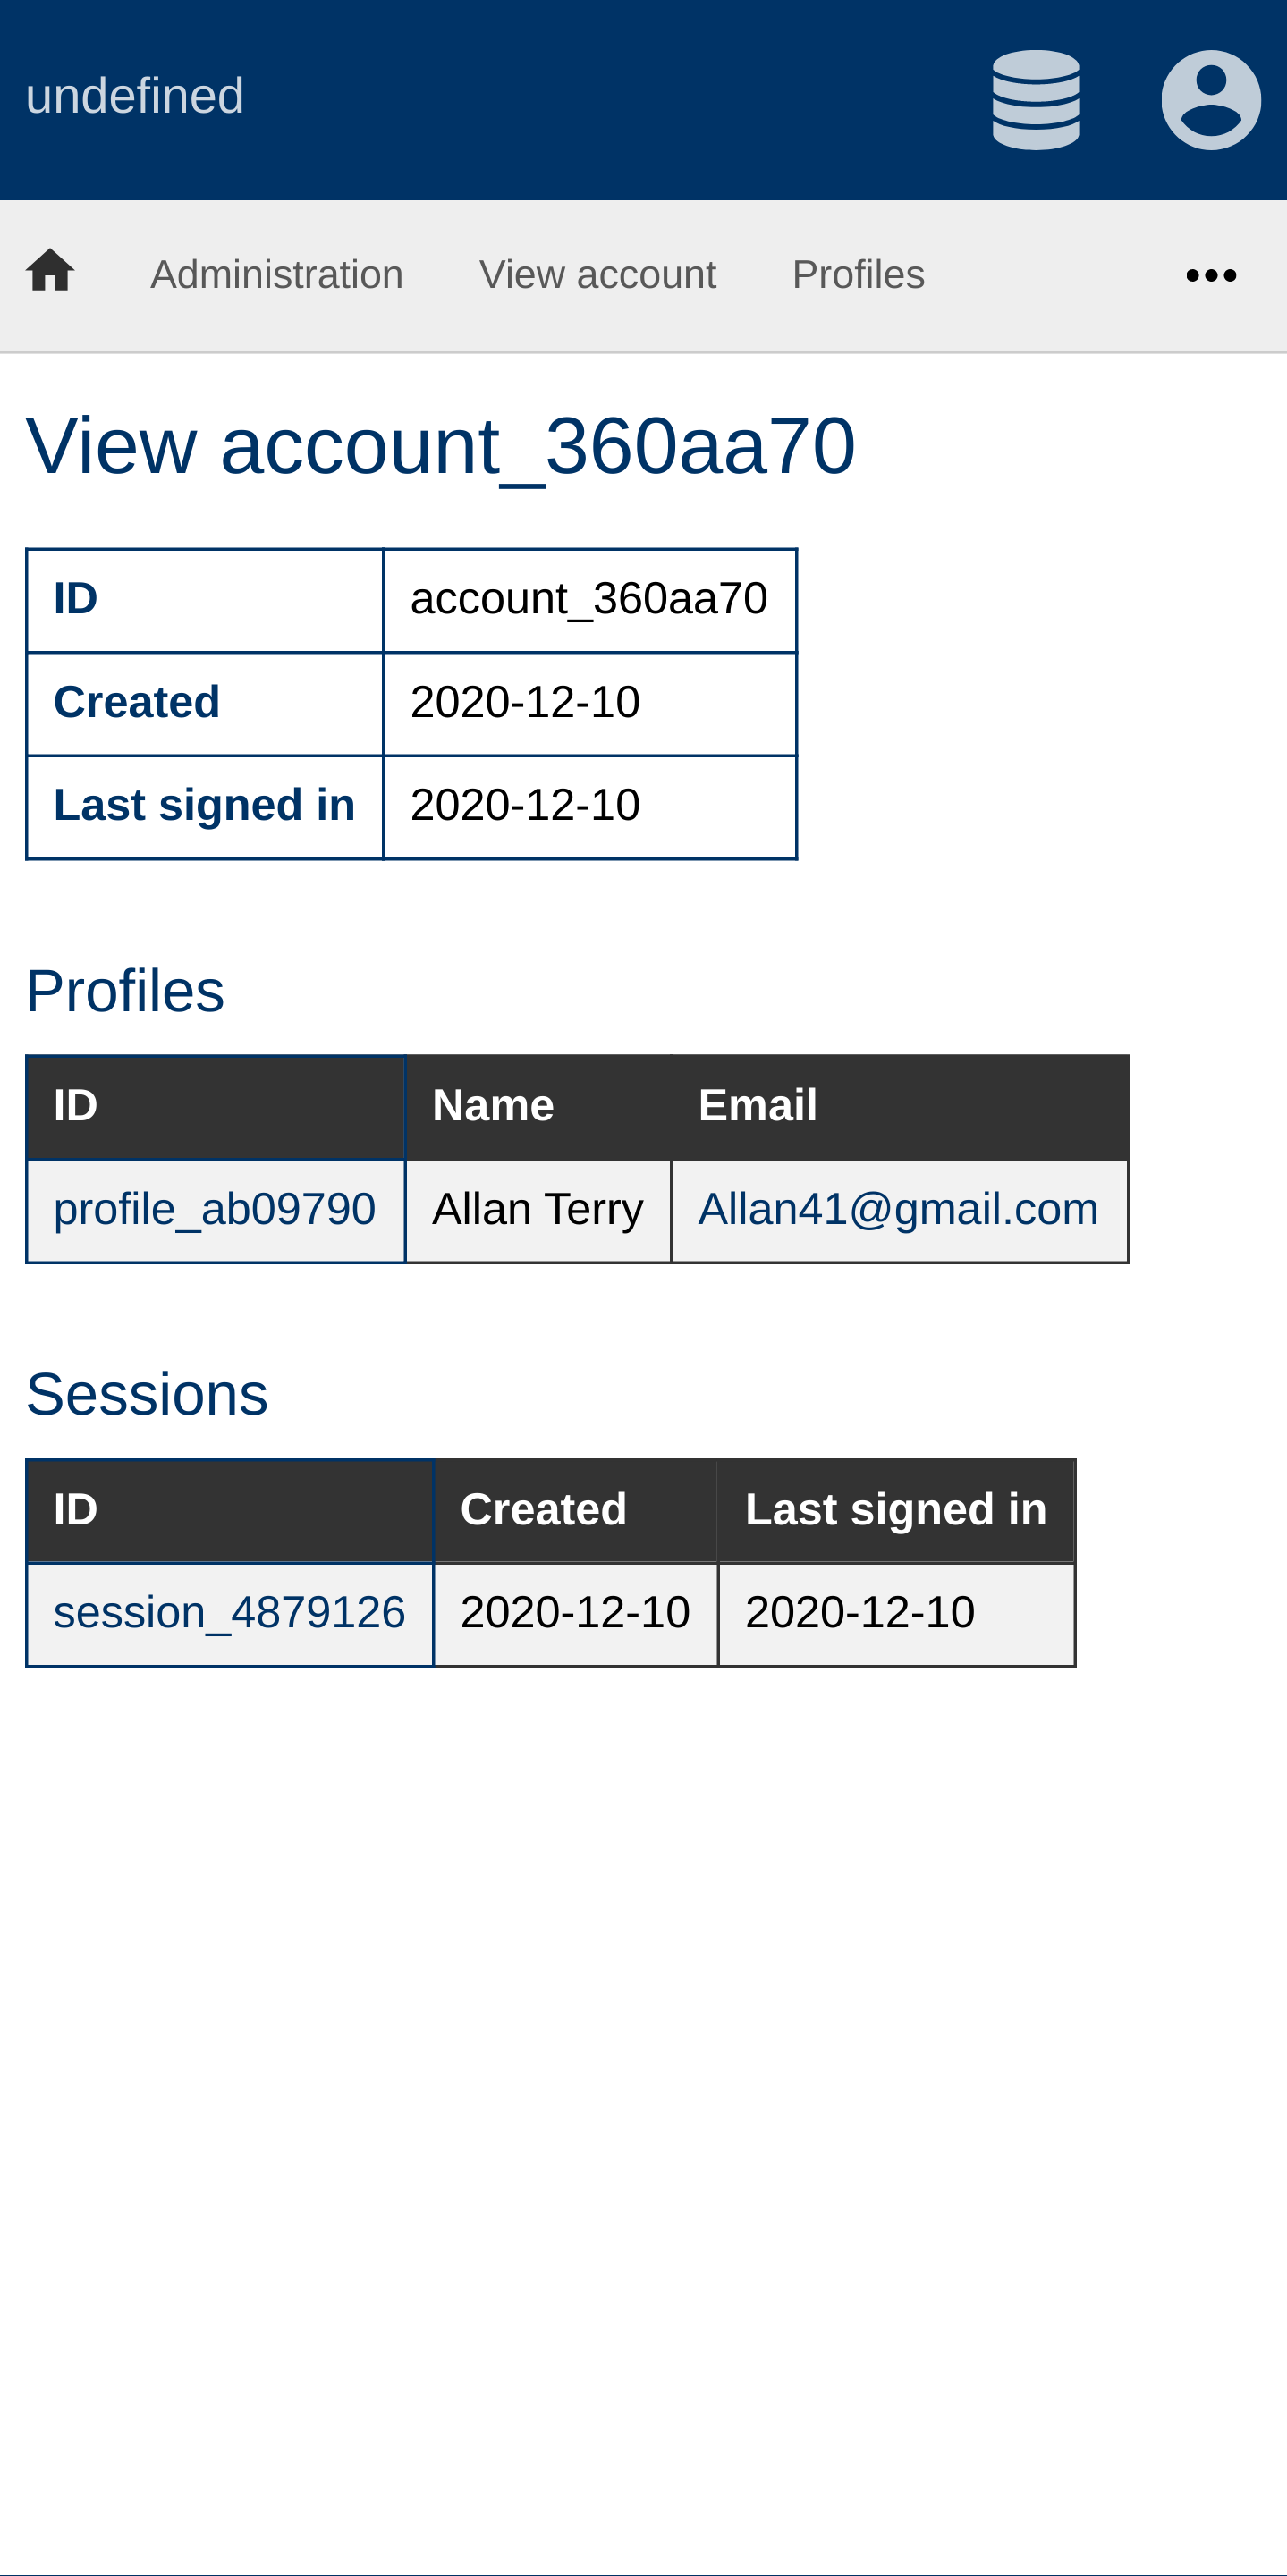 undefined
Administration View account Profiles
View account_360aa70
ID account_360aa70
Created 2020-12-10
Last signed in 2020-12-10
Profiles
ID Name Email
profile_ab09790 Allan Terry Allan41@gmail.com
Sessions
ID Created Last signed in
session_4879126 2020-12-10 2020-12-10